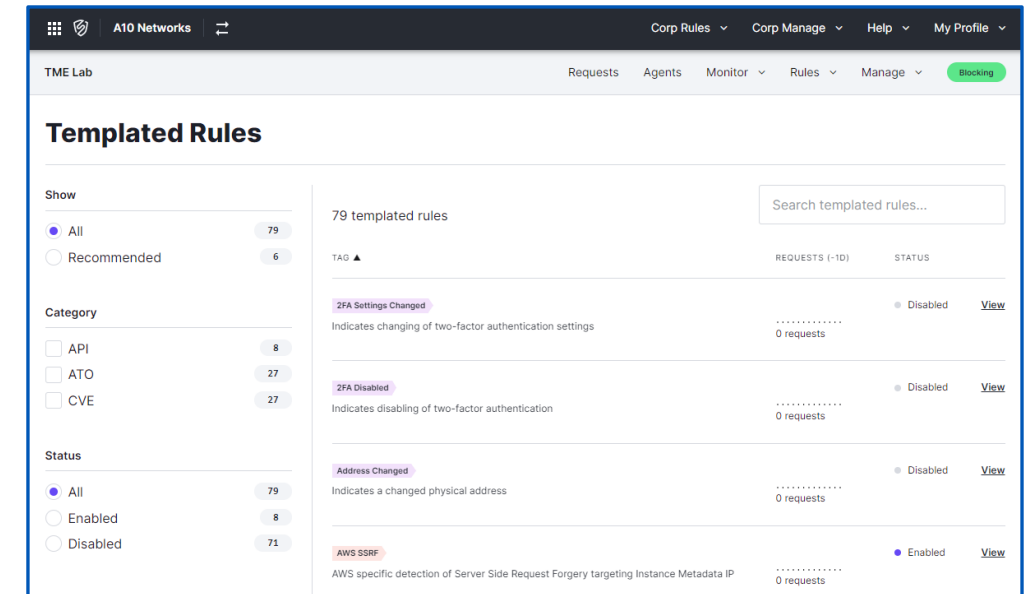 A10 Networks
Corp Rules
Corp Manage
Help
My Profile
TME Lab
Requests
Agents
Monitor
Rules
Manage
Blocking
Templated Rules
Show
All 79
Recommended 6
Category
API 8
ATO 27
CVE 27
Status
All 79
Enabled 8
Disabled 71
79 templated rules
Search templated rules...
TAG ▲ REQUESTS (-1D) STATUS
2FA Settings Changed
Indicates changing of two-factor authentication settings
0 requests
Disabled
View
2FA Disabled
Indicates disabling of two-factor authentication
0 requests
Disabled
View
Address Changed
Indicates a changed physical address
0 requests
Disabled
View
AWS SSRF
AWS specific detection of Server Side Request Forgery targeting Instance Metadata IP
0 requests
Enabled
View